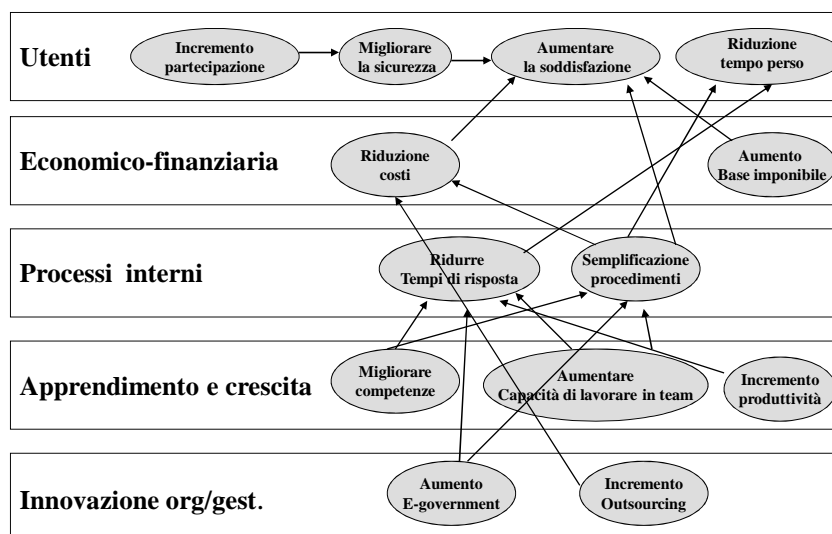 Utenti
Incremento
partecipazione
Migliorare
la sicurezza
Aumentare
la soddisfazione
Riduzione
tempo perso
Economico-finanziaria
Riduzione
costi
Aumento
Base imponibile
Processi interni
Ridurre
Tempi di risposta
Semplificazione
procedimenti
Apprendimento e crescita
Migliorare
competenze
Aumentare
Capacità di lavorare in team
Incremento
produttività
Innovazione org/gest.
Aumento
E-government
Incremento
Outsourcing